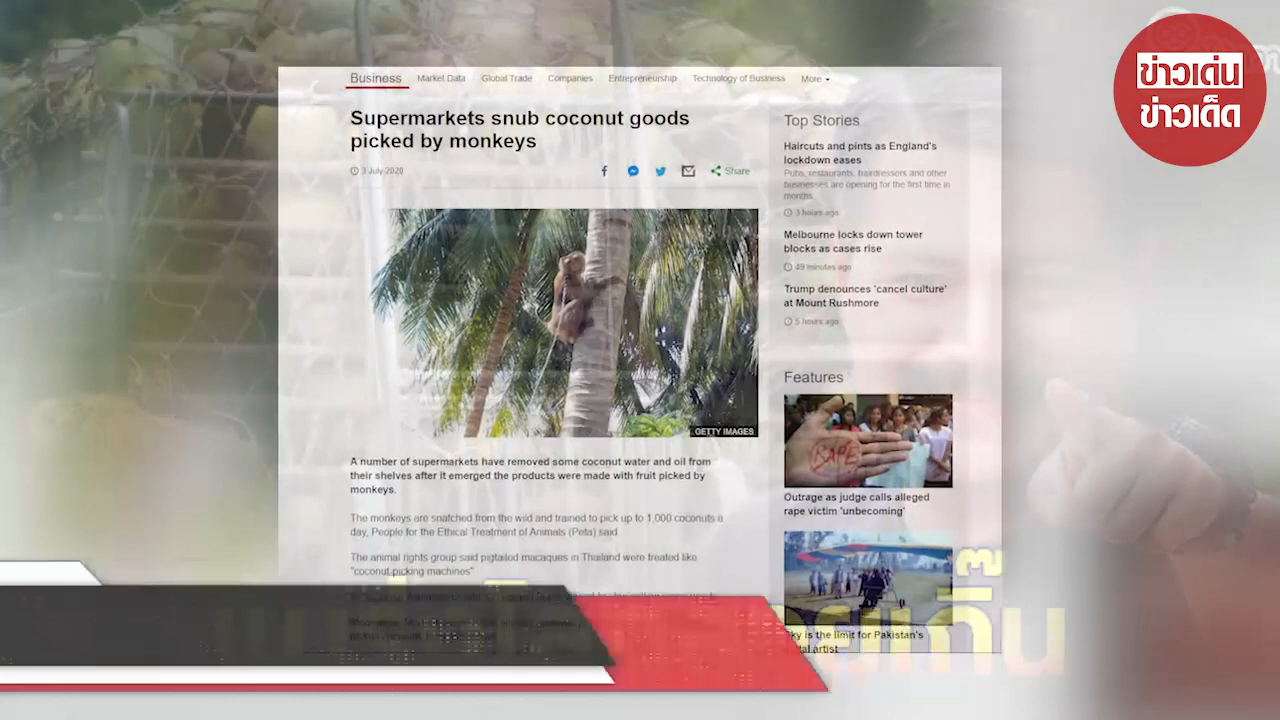 ข่าวเด่น
ข่าวเด็ด
Business Market Data Global Trade Companies Entrepreneurship Technology of Business More
Supermarkets snub coconut goods
picked by monkeys
3 July 2020
Share
GETTY IMAGES
A number of supermarkets have removed some coconut water and oil from
their shelves after it emerged the products were made with fruit picked by
monkeys.
The monkeys are snatched from the wild and trained to pick up to 1,000 coconuts a
day, People for the Ethical Treatment of Animals (Peta) said
The animal rights group said pigtailed macaques in Thailand were treated like
"coconut-picking machines"
Top Stories
Haircuts and pints as England's
lockdown eases
Pubs, restaurants, hairdressers and other
businesses are opening for the first time in
months
3 hours ago
Melbourne locks down tower
blocks as cases rise
49 minutes ago
Trump denounces 'cancel culture'
at Mount Rushmore
5 hours ago
Features
RAPE
Outrage as judge calls alleged
rape victim 'unbecoming'
is the limit for Pakistan's
artist